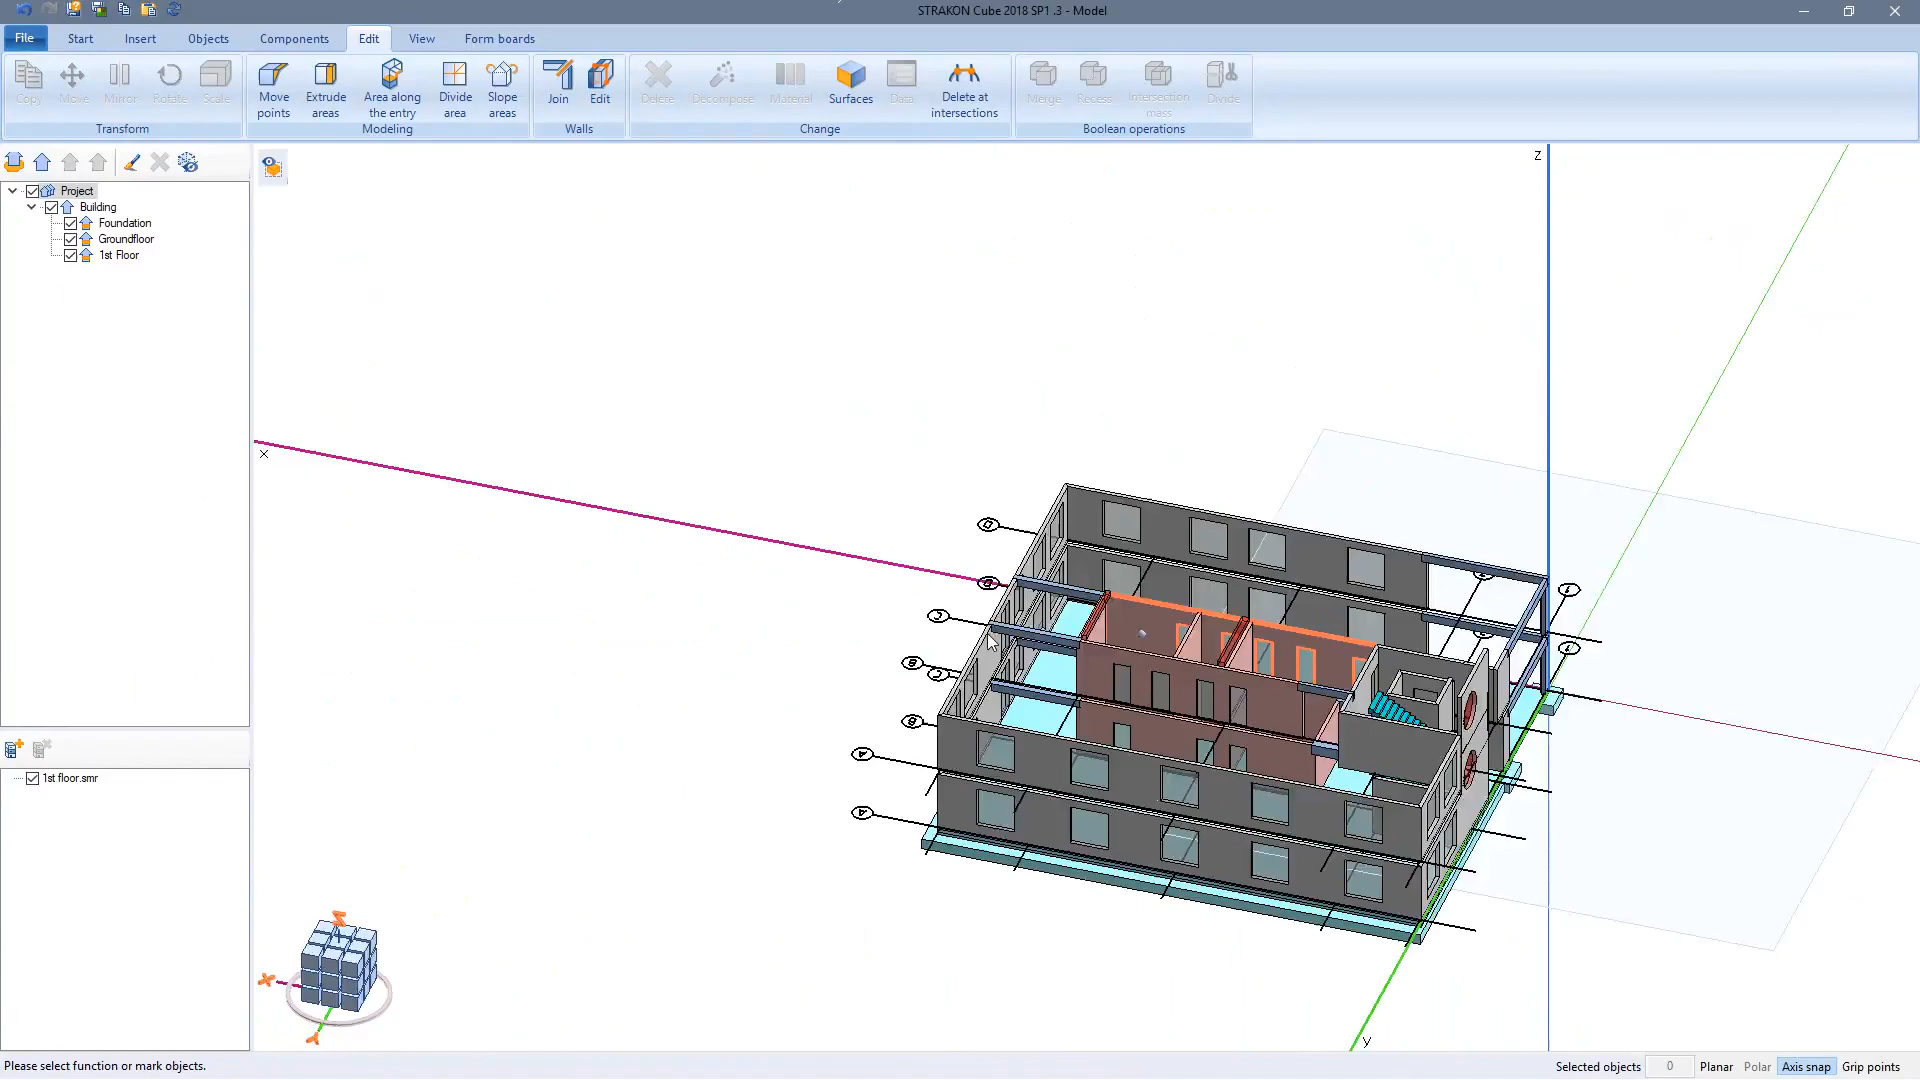 STRAKON Cube 2018 SP1 .3 - Model
File Start Insert Objects Components Edit View Form boards
Copy Move Mirror Rotate Scale
Transform
Move points
Extrude areas
Area along the entry
Divide area
Slope areas
Modeling
Join Edit
Walls
Delete Decompose Material Surfaces Data
Delete at intersections
Change
Merge Recess
Intersection mass
Divide
Boolean operations
Project
Building
Foundation
Groundfloor
1st Floor
1st floor.smr
Z
X
y
D
D
C
B
C
B
A
A
1
1
Z
X
Y
Please select function or mark objects.
Selected objects 0 Planar Polar Axis snap Grip points